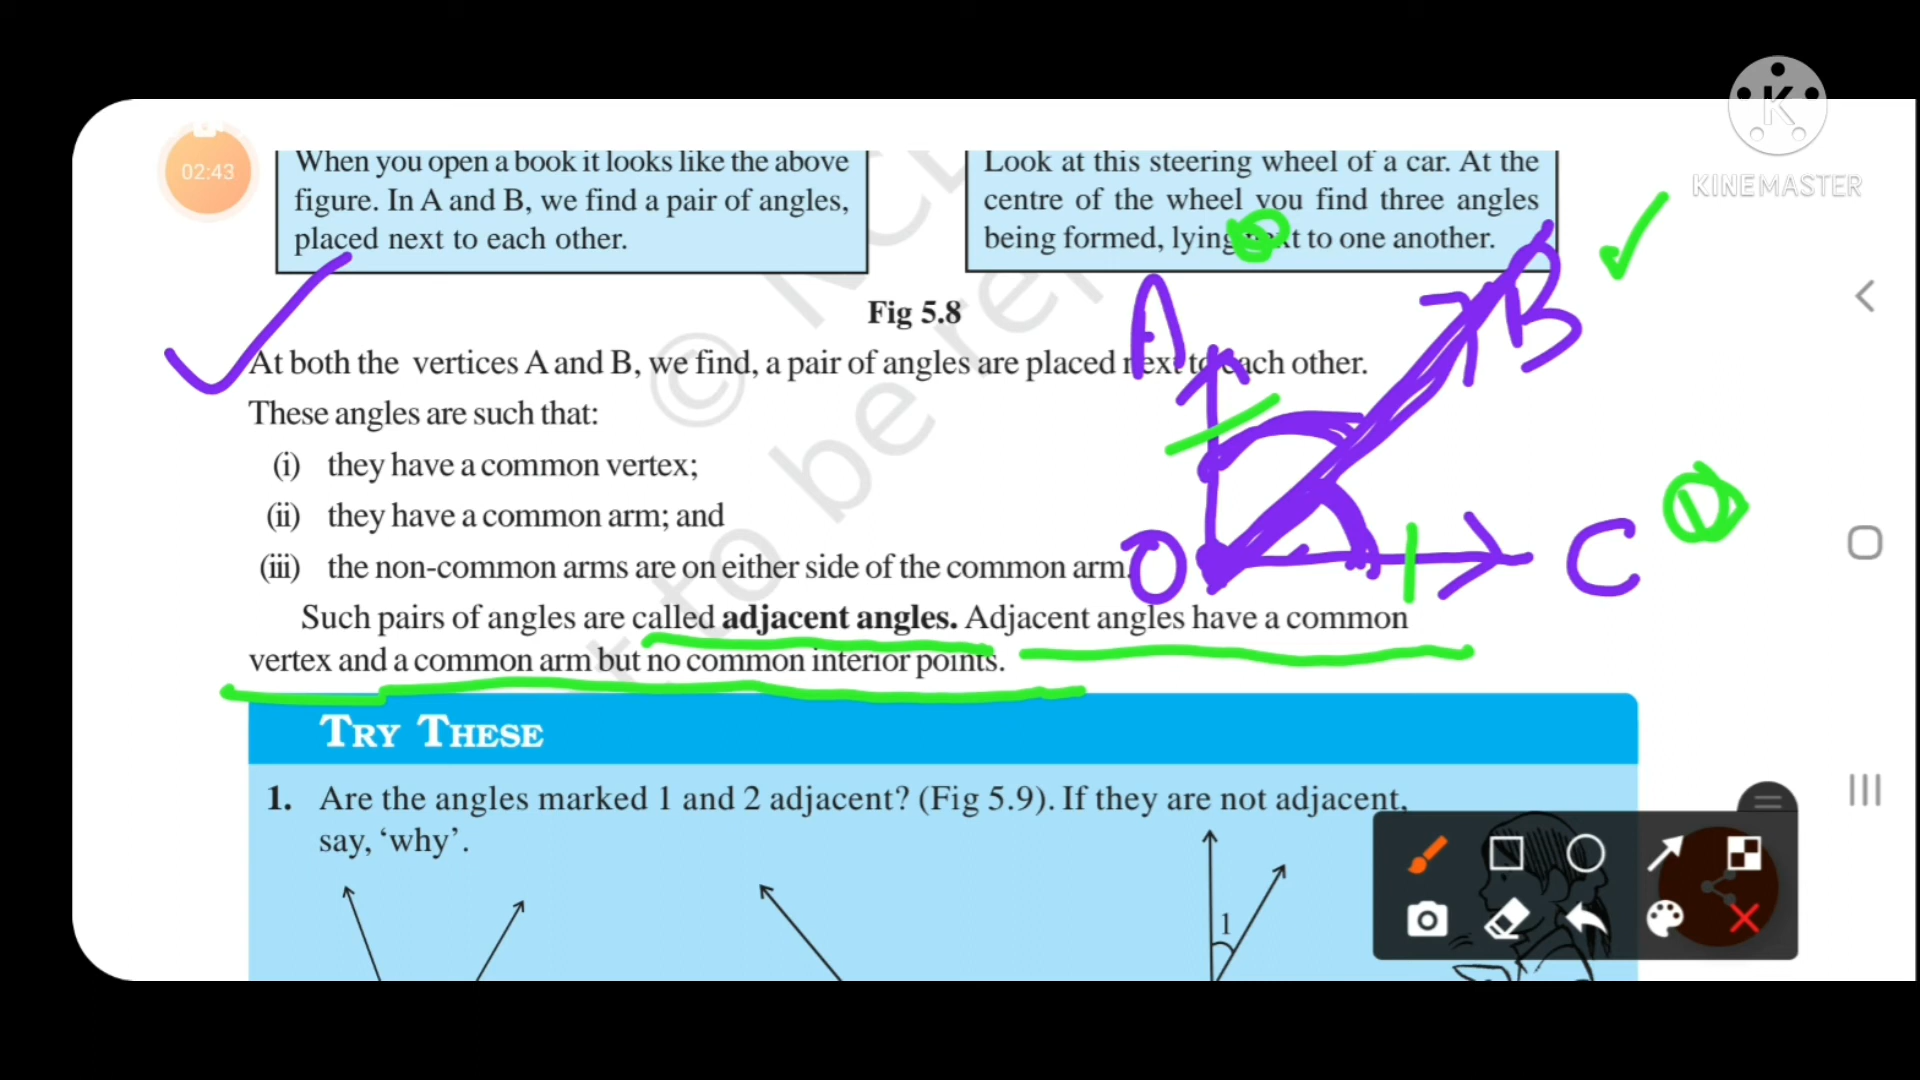 K
KINEMASTER
02:43
When you open a book it looks like the above
figure. In A and B, we find a pair of angles,
placed next to each other.
Look at this steering wheel of a car. At the
centre of the wheel you find three angles
being formed, lying to one another.
A
B
Fig 5.8
At both the vertices A and B, we find, a pair of angles are placed next to each other.
These angles are such that:
(i) they have a common vertex;
(ii) they have a common arm; and
(iii) the non-common arms are on either side of the common arm.
O
C
1
Such pairs of angles are called adjacent angles. Adjacent angles have a common
vertex and a common arm but no common interior points.
TRY THESE
1. Are the angles marked 1 and 2 adjacent? (Fig 5.9). If they are not adjacent,
say, ‘why’.
1